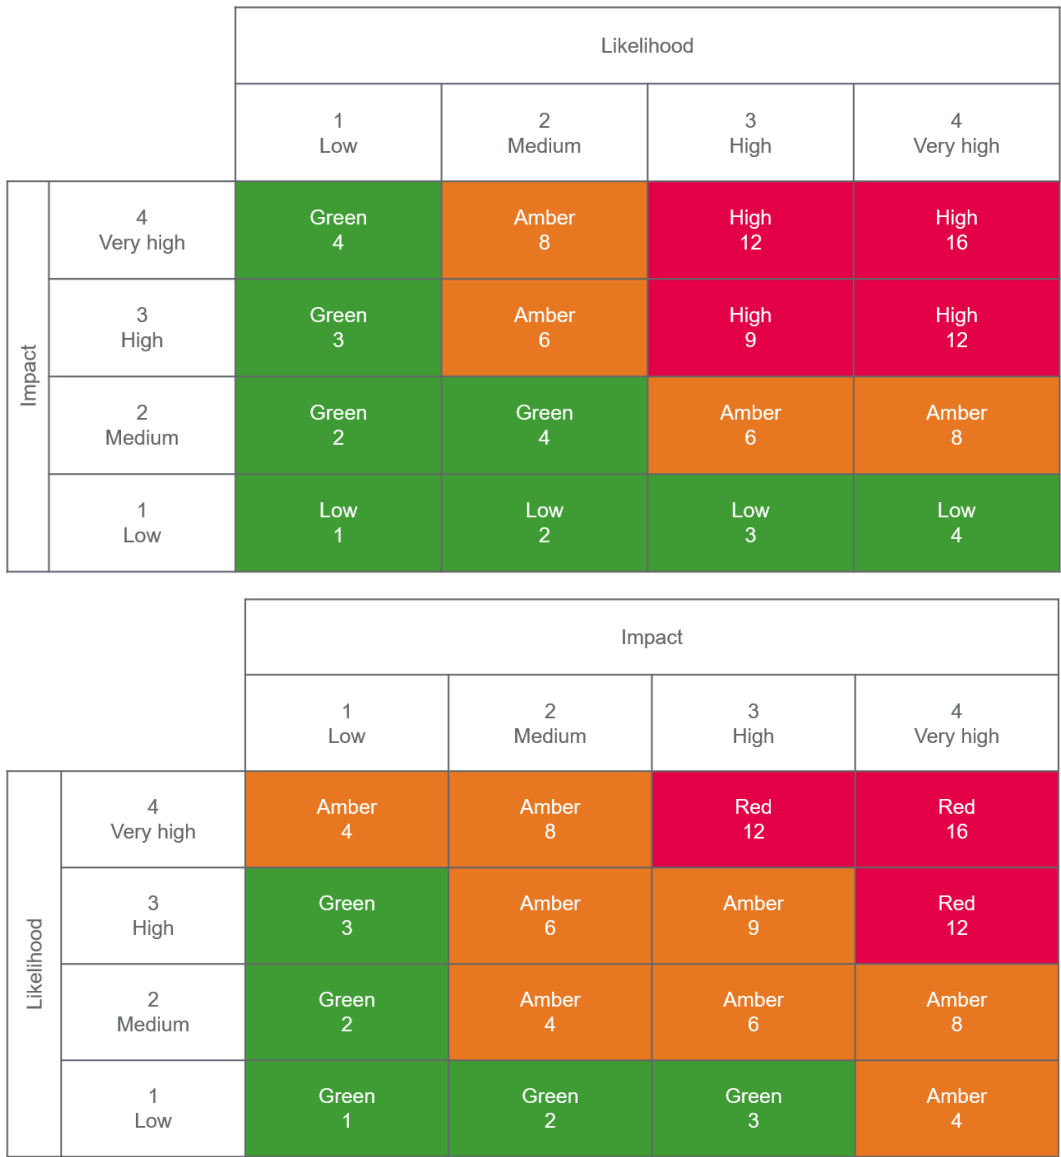 Likelihood
1
Low
2
Medium
3
High
4
Very high
Impact
4
Very high
Green
4
Amber
8
High
12
High
16
3
High
Green
3
Amber
6
High
9
High
12
2
Medium
Green
2
Green
4
Amber
6
Amber
8
1
Low
Low
1
Low
2
Low
3
Low
4
Impact
1
Low
2
Medium
3
High
4
Very high
Likelihood
4
Very high
Amber
4
Amber
8
Red
12
Red
16
3
High
Green
3
Amber
6
Amber
9
Red
12
2
Medium
Green
2
Amber
4
Amber
6
Amber
8
1
Low
Green
1
Green
2
Green
3
Amber
4